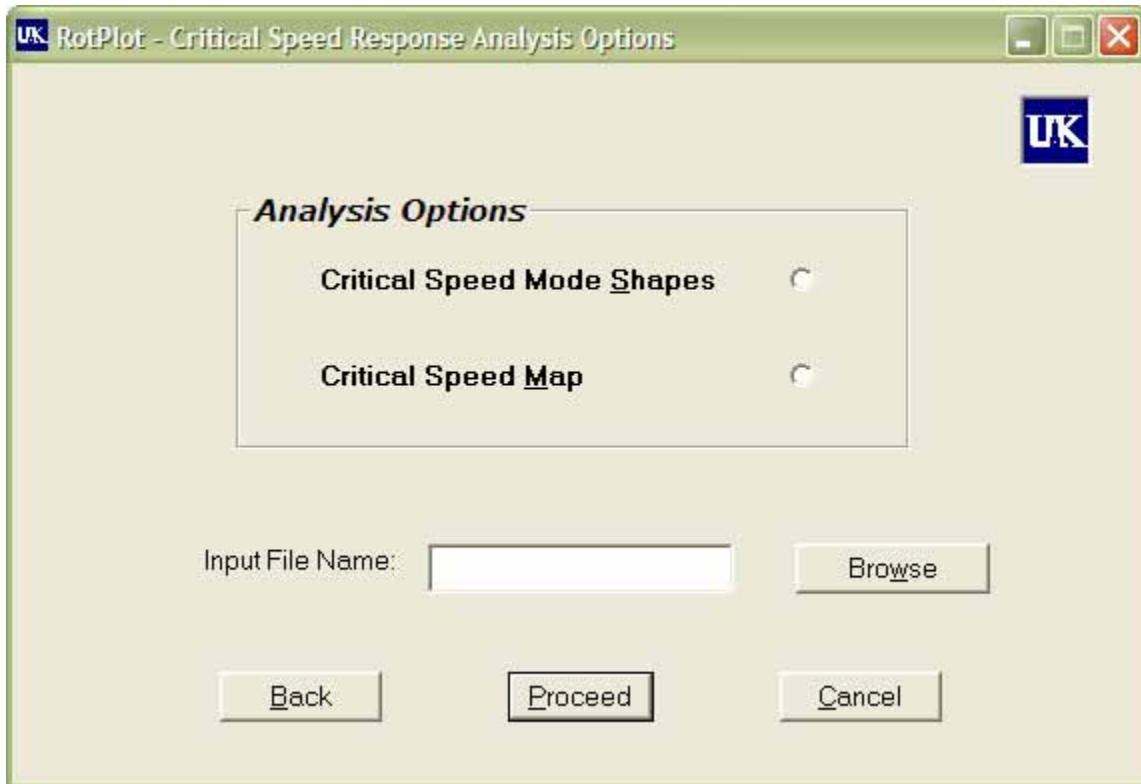 RotPlot - Critical Speed Response Analysis Options
UK
Analysis Options
Critical Speed Mode Shapes
Critical Speed Map
Input File Name:
Browse
Back
Proceed
Cancel